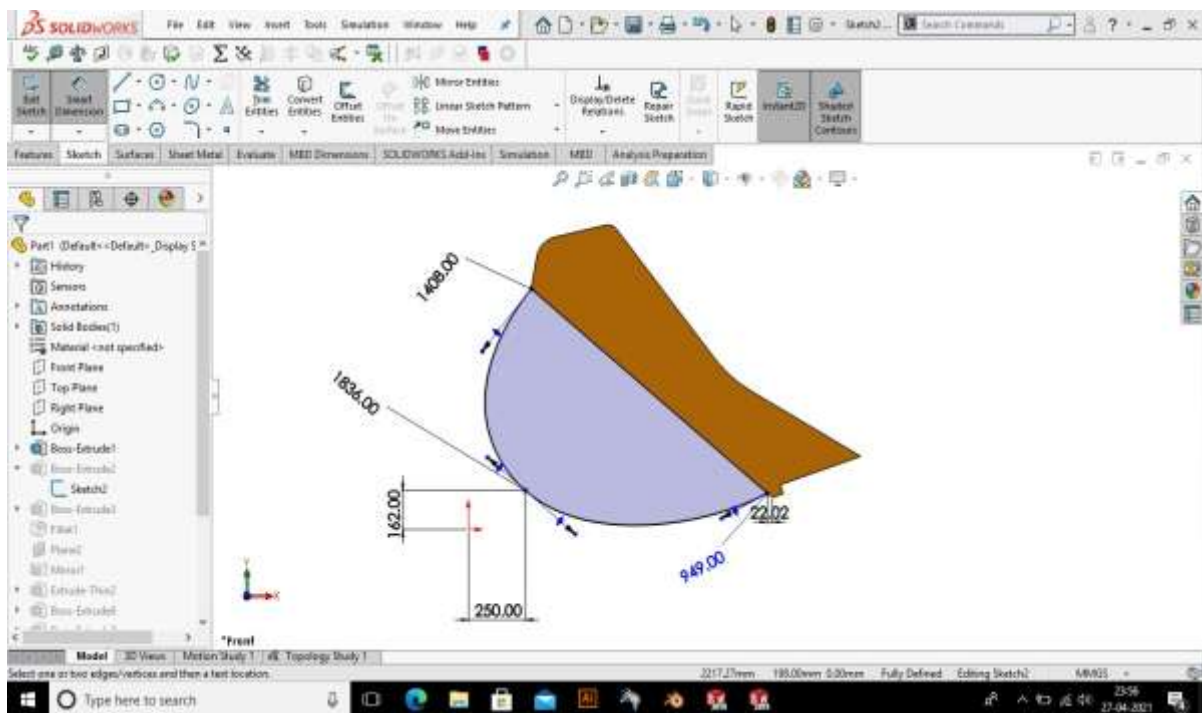 SOLIDWORKS File Edit View Insert Tools Simulation Window Help
Search Commands
Exit Sketch
Smart Dimension
Trim Entities
Convert Entities
Offset Entities
Mirror Entities
Linear Sketch Pattern
Move Entities
Display/Delete Relations
Repair Sketch
Rapid Sketch
Instant2D
Shaded Sketch Contours
Features Sketch Surfaces Sheet Metal Evaluate MBD Dimensions SOLIDWORKS Add-Ins Simulation MBD Analysis Preparation
Part1 (Default<<Default>_Display S
History
Sensors
Annotations
Solid Bodies(1)
Material <not specified>
Front Plane
Top Plane
Right Plane
Origin
Boss-Extrude1
Boss-Extrude2
Sketch2
Boss-Extrude3
Fillet1
Plane2
Mirror1
Extrude-Thin2
Boss-Extrude6
1408.00
1836.00
162.00
250.00
22.02
949.00
*Front
Model 3D Views Motion Study 1 Topology Study 1
Select one or two edges/vertices and then a text location.
2217.27mm
0.00mm Fully Defined Editing Sketch2 MMGS
Type here to search
23:56
27-04-2021